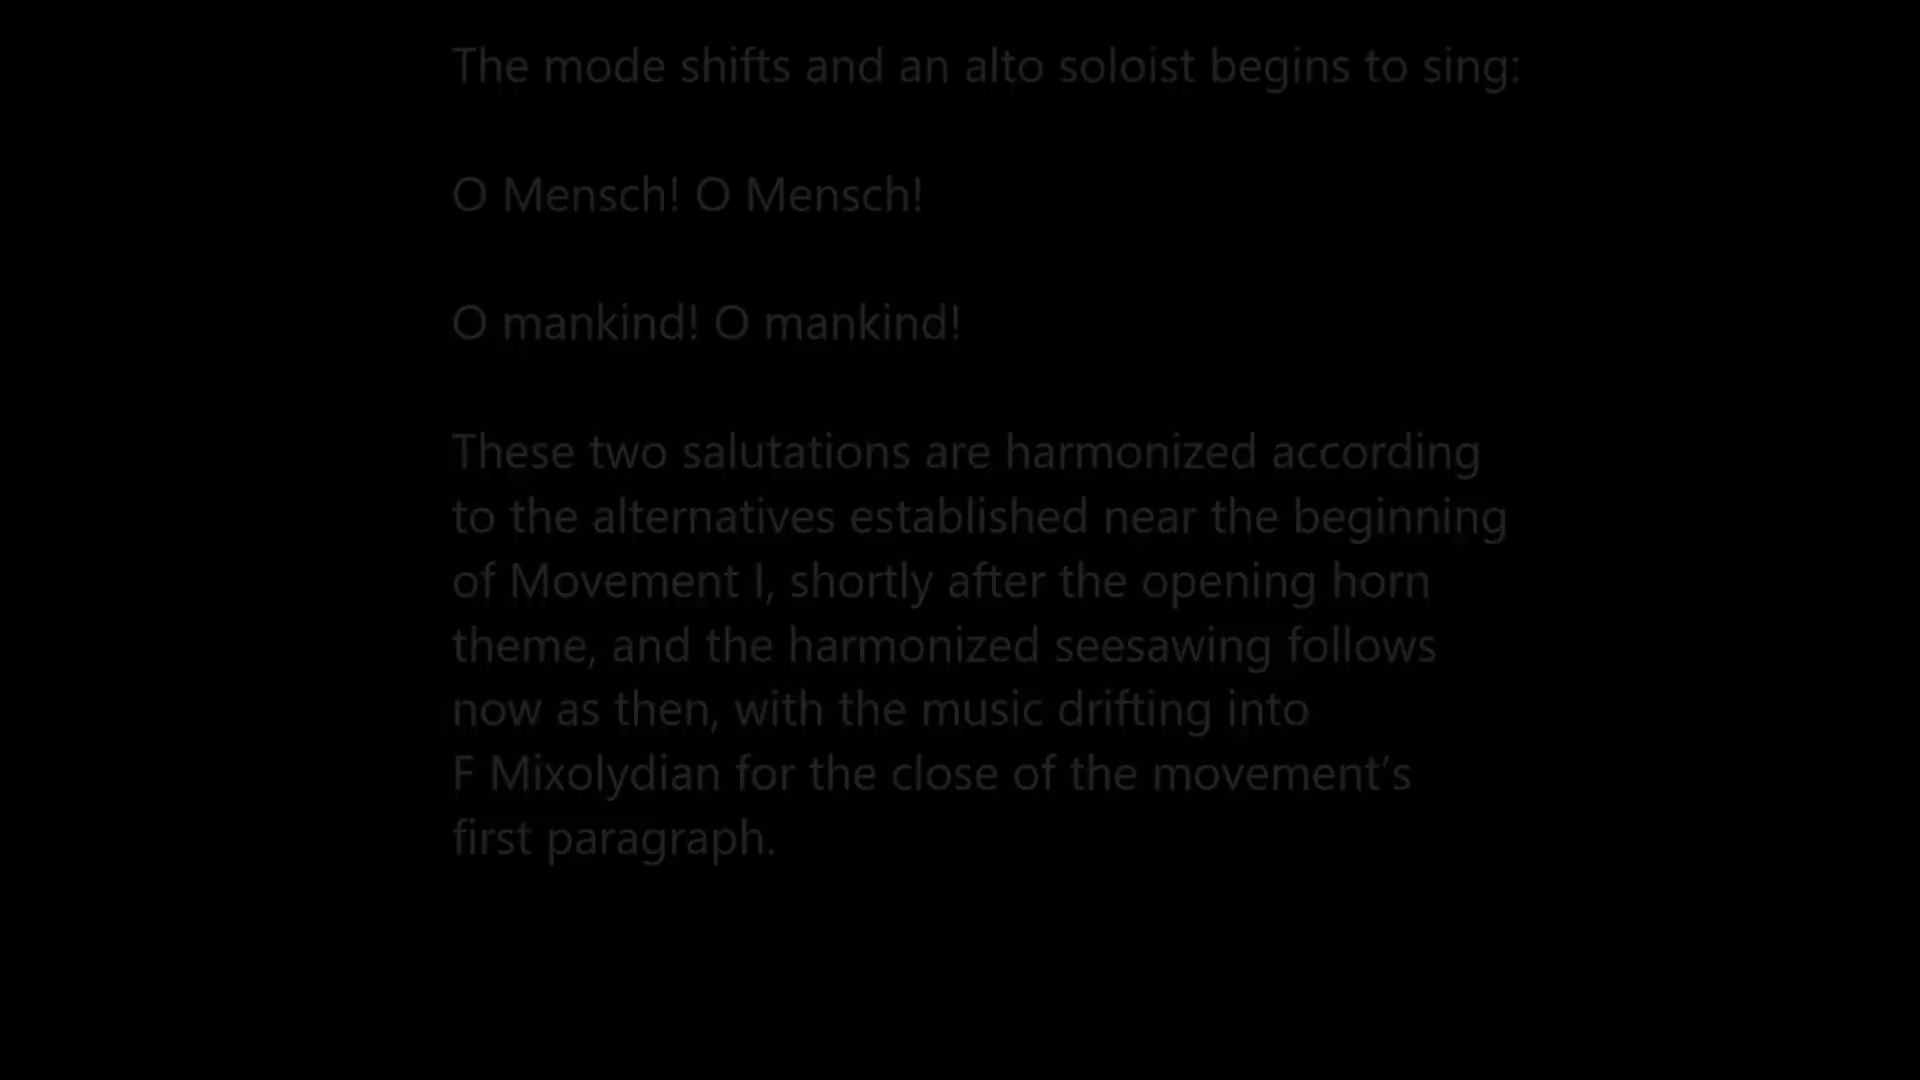 The mode shifts and an alto soloist begins to sing:
O Mensch! O Mensch!
O mankind! O mankind!
These two salutations are harmonized according
to the alternatives established near the beginning
of Movement I, shortly after the opening horn
theme, and the harmonized seesawing follows
now as then, with the music drifting into
F Mixolydian for the close of the movement’s
first paragraph.